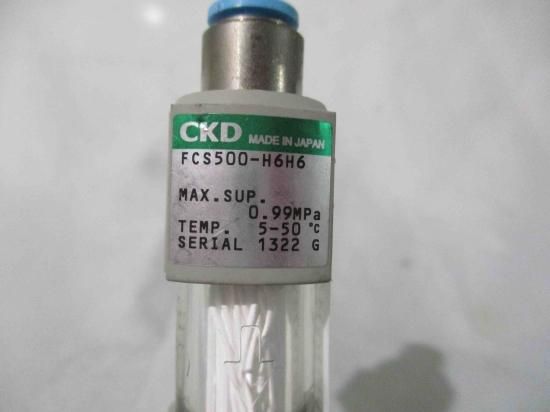 CKD MADE IN JAPAN
FCS500-H6H6
MAX.SUP.
0.99MPa
TEMP. 5-50 °C
SERIAL 1322 G